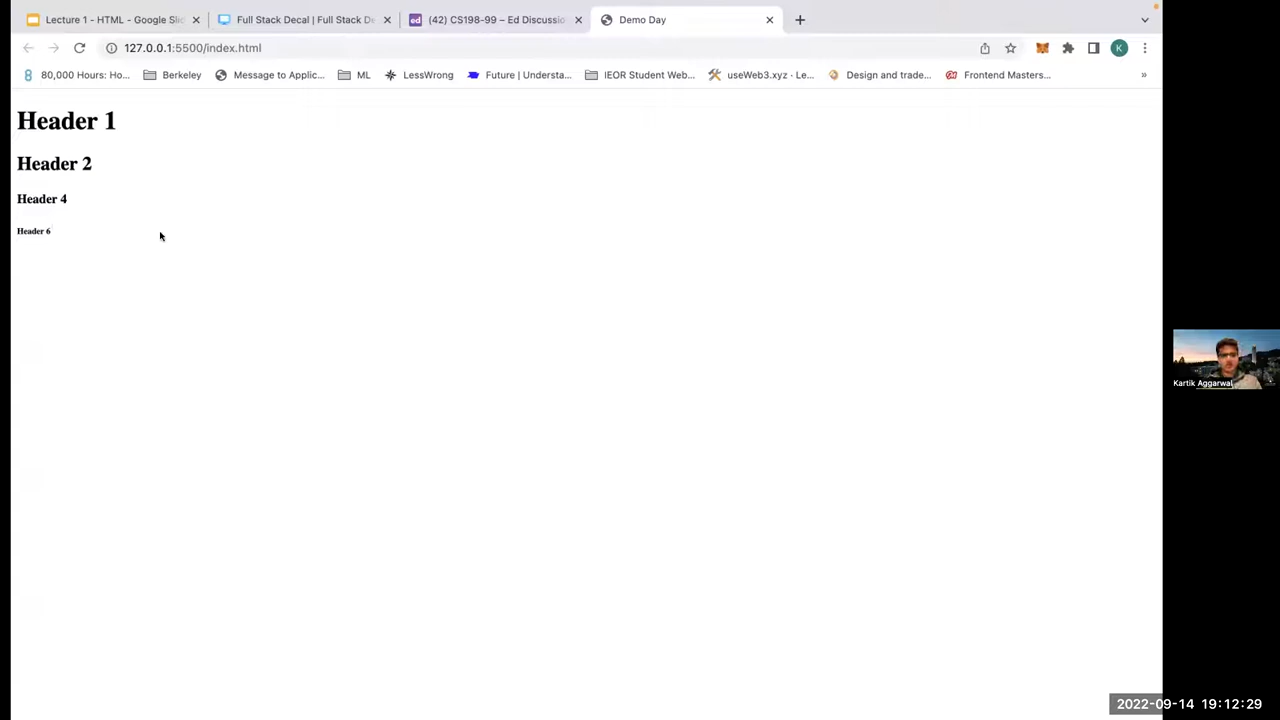 Lecture 1 - HTML - Google Slic
Full Stack Decal | Full Stack De
ed (42) CS198-99 – Ed Discussio
Demo Day
127.0.0.1:5500/index.html
K
80,000 Hours: Ho...
Berkeley
Message to Applic...
ML
LessWrong
Future | Understa...
IEOR Student Web...
useWeb3.xyz · Le...
Design and trade...
Frontend Masters...
»
Header 1
Header 2
Header 4
Header 6
Kartik Aggarwal
2022-09-14 19:12:29